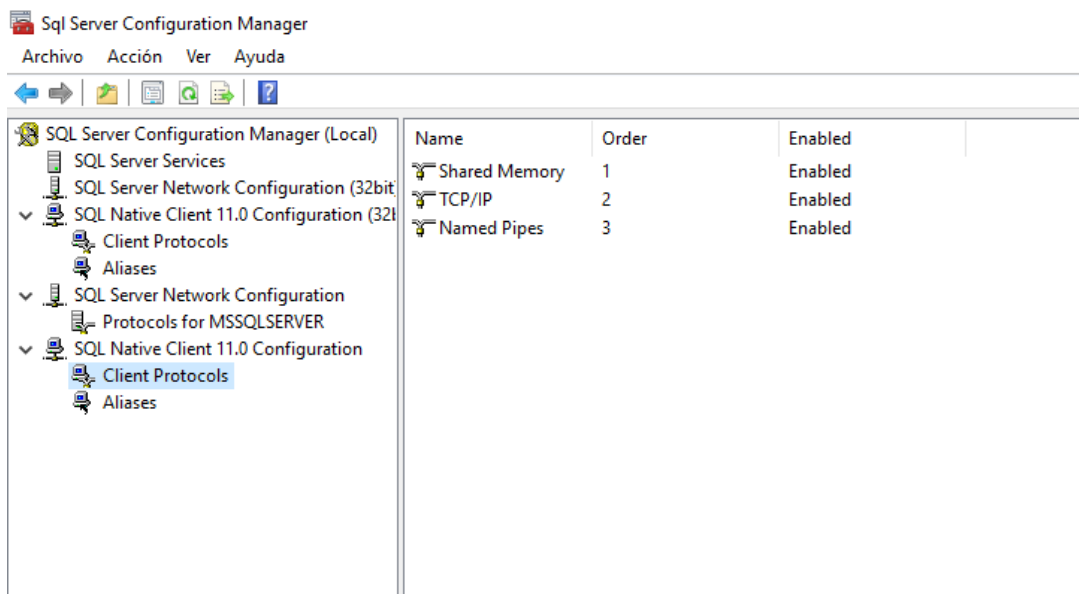 Sql Server Configuration Manager
Archivo Acción Ver Ayuda
SQL Server Configuration Manager (Local)
SQL Server Services
SQL Server Network Configuration (32bit
SQL Native Client 11.0 Configuration (32b
Client Protocols
Aliases
SQL Server Network Configuration
Protocols for MSSQLSERVER
SQL Native Client 11.0 Configuration
Client Protocols
Aliases
Name Order Enabled
Shared Memory 1 Enabled
TCP/IP 2 Enabled
Named Pipes 3 Enabled